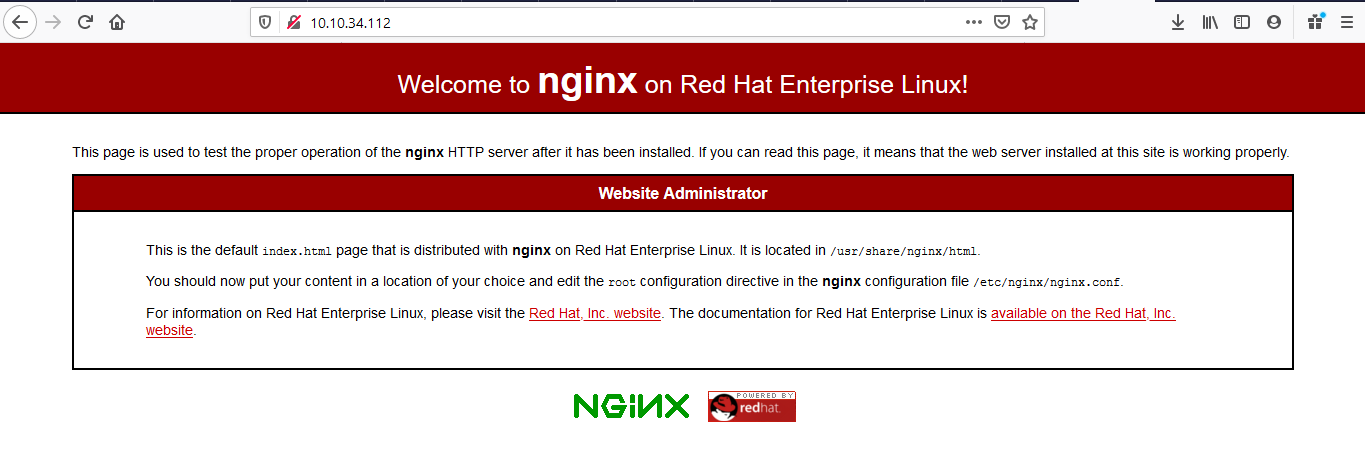 10.10.34.112
Welcome to nginx on Red Hat Enterprise Linux!
This page is used to test the proper operation of the nginx HTTP server after it has been installed. If you can read this page, it means that the web server installed at this site is working properly.
Website Administrator
This is the default index.html page that is distributed with nginx on Red Hat Enterprise Linux. It is located in /usr/share/nginx/html.
You should now put your content in a location of your choice and edit the root configuration directive in the nginx configuration file /etc/nginx/nginx.conf.
For information on Red Hat Enterprise Linux, please visit the Red Hat, Inc. website. The documentation for Red Hat Enterprise Linux is available on the Red Hat, Inc.
website.
NGINX
POWERED BY
redhat.